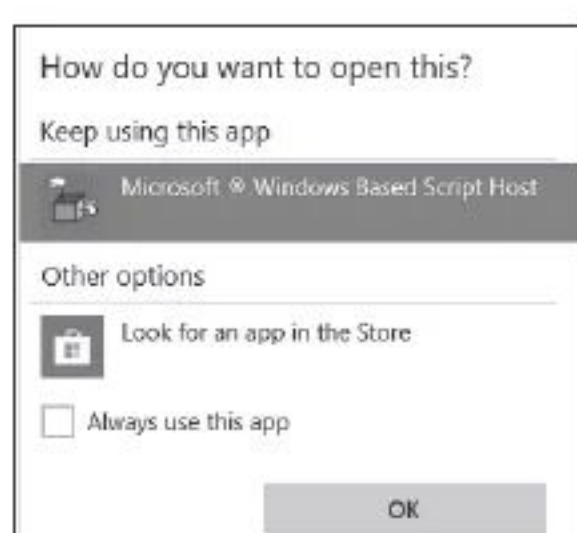 How do you want to open this?
Keep using this app
Microsoft ® Windows Based Script Host
Other options
Look for an app in the Store
Always use this app
OK